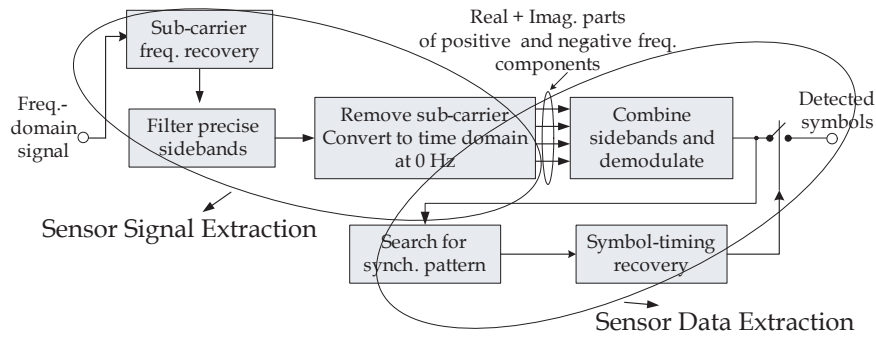 Sub-carrier
freq. recovery
Real + Imag. parts
of positive and negative freq.
components
Freq.-
domain
signal
Filter precise
sidebands
Remove sub-carrier
Convert to time domain
at 0 Hz
Combine
sidebands and
demodulate
Detected
symbols
Sensor Signal Extraction
Search for
synch. pattern
Symbol-timing
recovery
Sensor Data Extraction